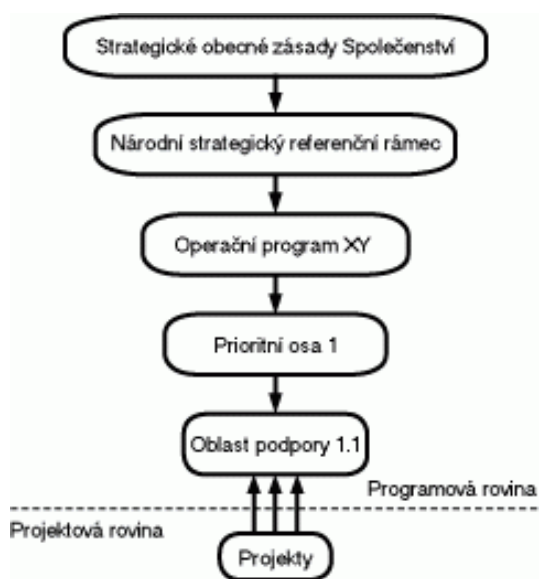 Strategické obecné zásady Společenství
Národní strategický referenční rámec
Operační program XY
Prioritní osa 1
Oblast podpory 1.1
Programová rovina
Projektová rovina
Projekty